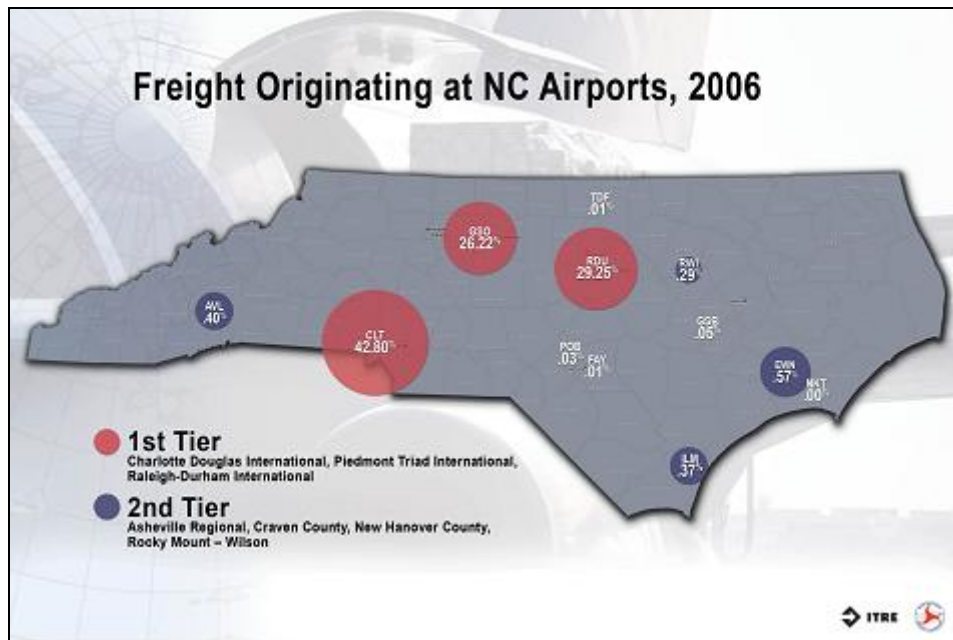 Freight Originating at NC Airports, 2006
TDF
.01%
GSO
26.22%
RDU
29.25%
RWI
.29%
AVL
.40%
GSB
.05%
CLT
42.80%
POB
.03%
FAY
.01%
EWN
.57%
NKT
.00%
ILM
.37%
1st Tier
Charlotte Douglas International, Piedmont Triad International,
Raleigh-Durham International
2nd Tier
Asheville Regional, Craven County, New Hanover County,
Rocky Mount – Wilson
ITRE